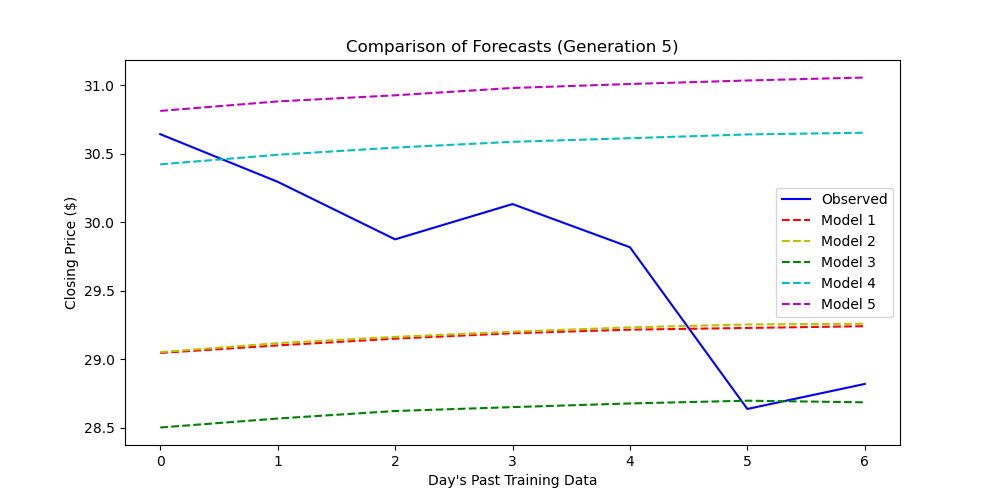 Comparison of Forecasts (Generation 5)
Closing Price ($)
31.0
30.5
30.0
29.5
29.0
28.5
Observed
Model 1
Model 2
Model 3
Model 4
Model 5
0 1 2 3 4 5 6
Day's Past Training Data